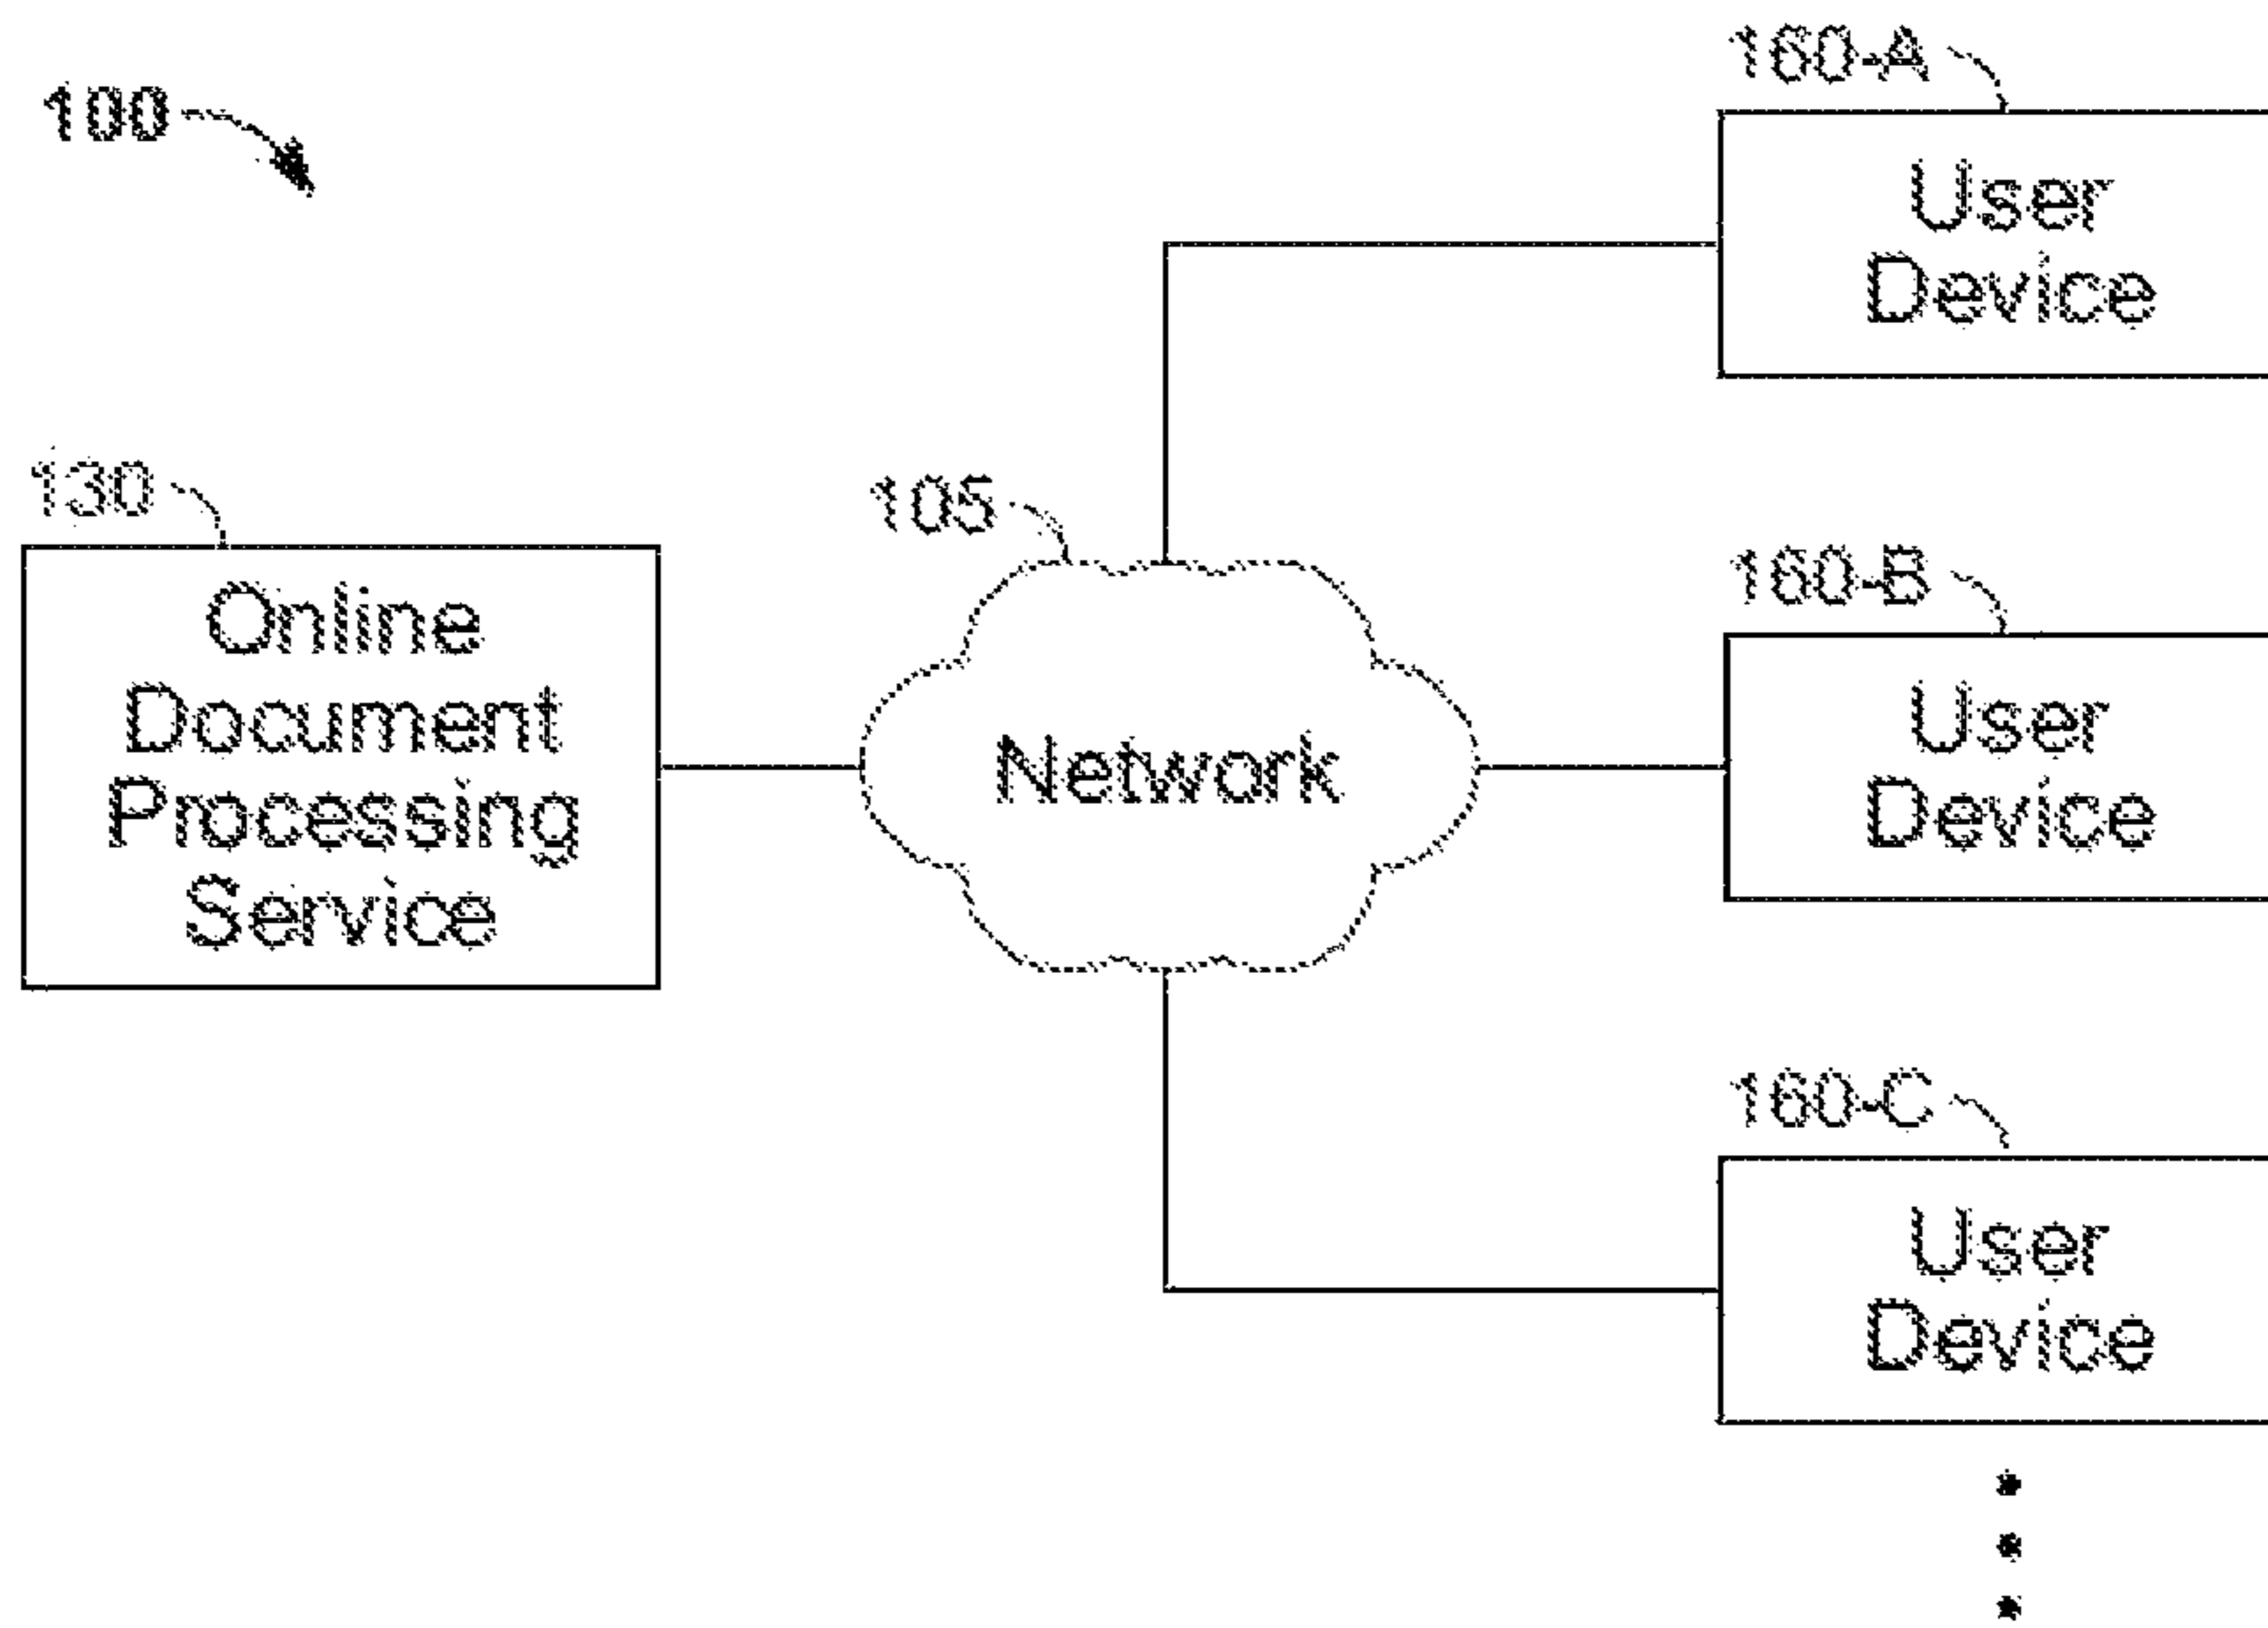 100
160-A
User
Device
130
Online
Document
Processing
Service
105
Network
160-B
User
Device
160-C
User
Device